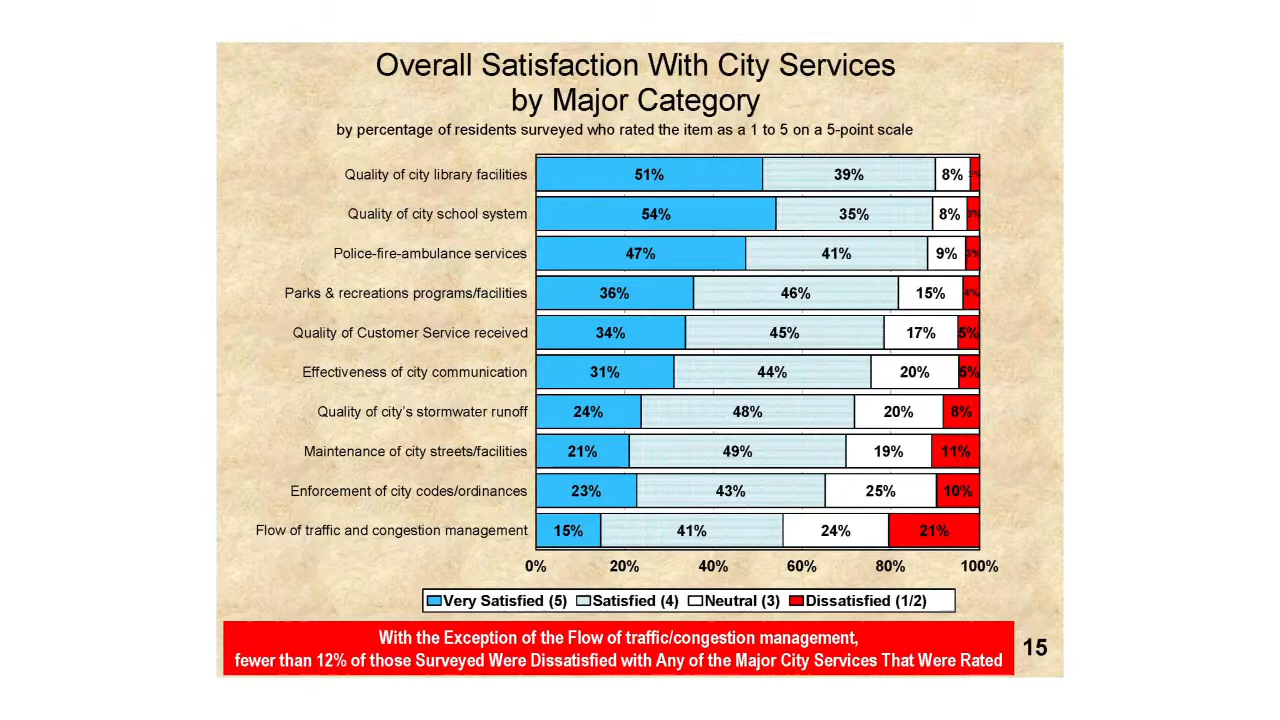 Overall Satisfaction With City Services
by Major Category
by percentage of residents surveyed who rated the item as a 1 to 5 on a 5-point scale
Quality of city library facilities 51% 39% 8% 2%
Quality of city school system 54% 35% 8% 3%
Police-fire-ambulance services 47% 41% 9% 3%
Parks & recreations programs/facilities 36% 46% 15% 4%
Quality of Customer Service received 34% 45% 17% 5%
Effectiveness of city communication 31% 44% 20% 5%
Quality of city's stormwater runoff 24% 48% 20% 8%
Maintenance of city streets/facilities 21% 49% 19% 11%
Enforcement of city codes/ordinances 23% 43% 25% 10%
Flow of traffic and congestion management 15% 41% 24% 21%
0% 20% 40% 60% 80% 100%
Very Satisfied (5) Satisfied (4) Neutral (3) Dissatisfied (1/2)
With the Exception of the Flow of traffic/congestion management,
fewer than 12% of those Surveyed Were Dissatisfied with Any of the Major City Services That Were Rated
15